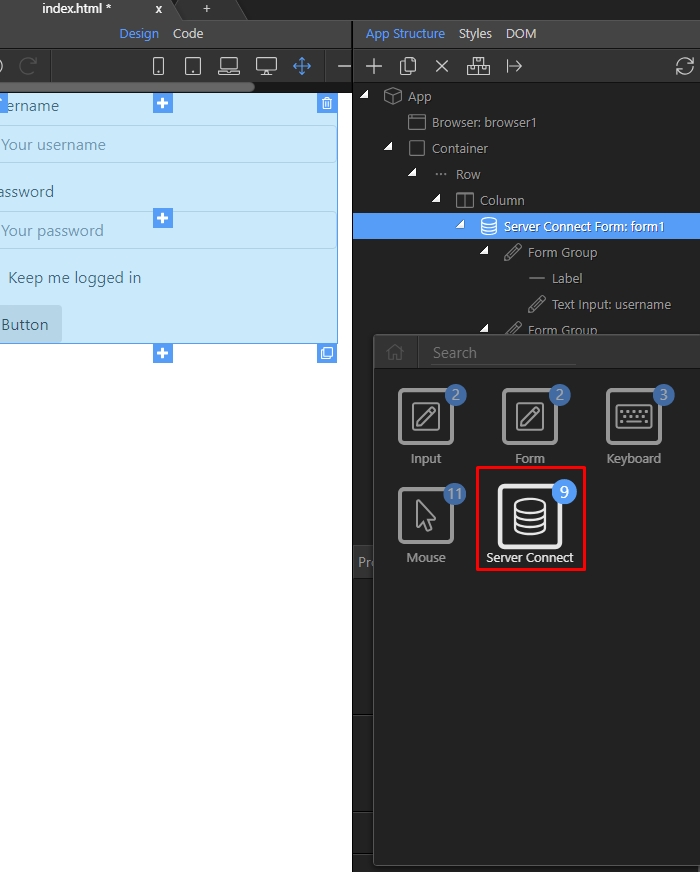 index.html * x +
Design Code
App Structure Styles DOM
App
Browser: browser1
Container
Row
Column
Server Connect Form: form1
Form Group
Label
Text Input: username
Form Group
ername
Your username
assword
Your password
Keep me logged in
Button
Search
2 2 3
Input Form Keyboard
11 9
Mouse Server Connect
Pr